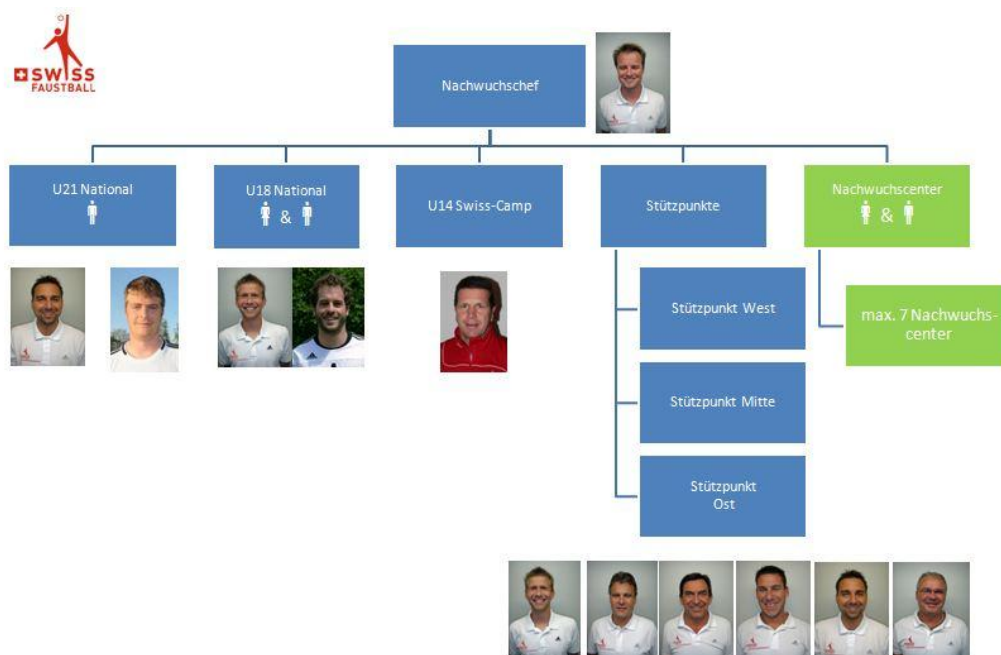 SWISS
FAUSTBALL
Nachwuchschef
U21 National
U18 National
&
U14 Swiss-Camp
Stützpunkte
Nachwuchscenter
&
Stützpunkt West
max. 7 Nachwuchs-
center
Stützpunkt Mitte
Stützpunkt
Ost